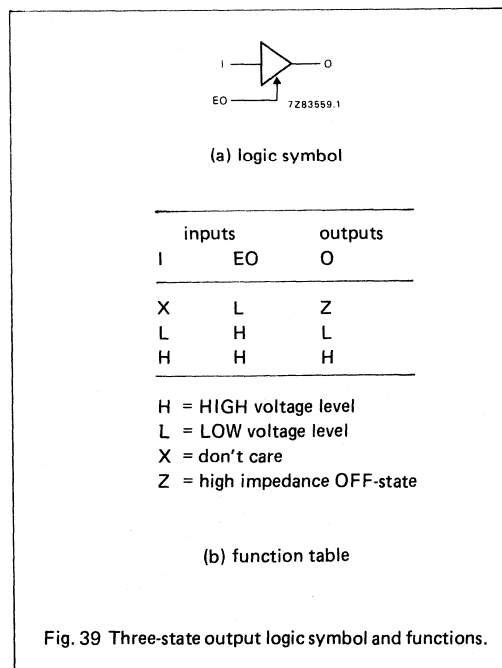 I O
EO 7Z83559.1
(a) logic symbol
inputs outputs
I EO O
X L Z
L H L
H H H
H = HIGH voltage level
L = LOW voltage level
X = don't care
Z = high impedance OFF-state
(b) function table
Fig. 39 Three-state output logic symbol and functions.